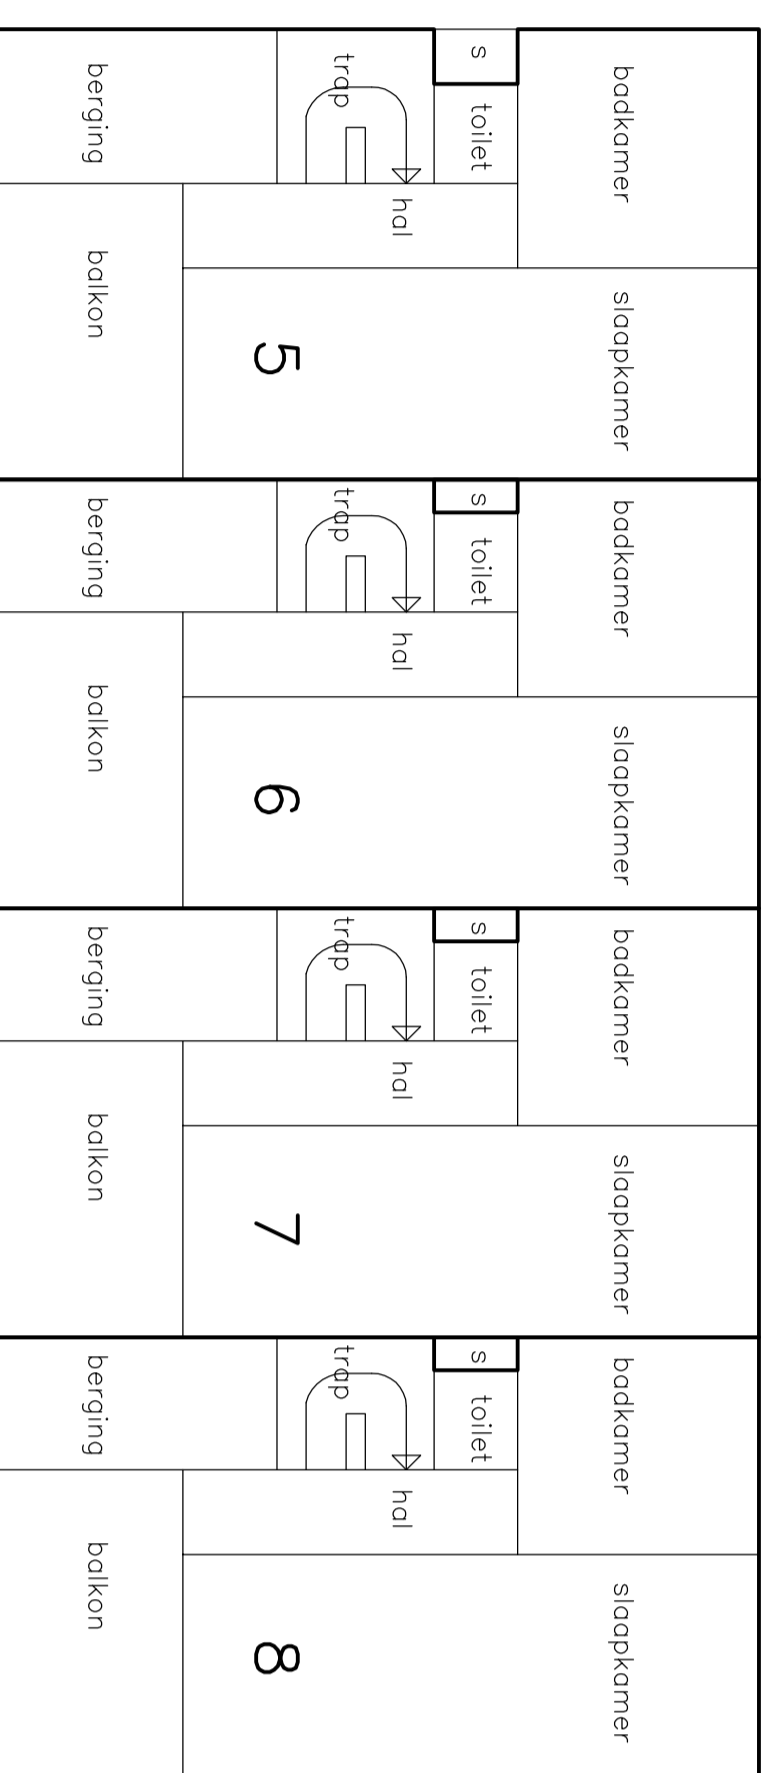 s
trap
badkamer
berging
toilet
hal
balkon
slaapkamer
5
s
trap
badkamer
berging
toilet
hal
balkon
slaapkamer
6
s
trap
badkamer
berging
toilet
hal
balkon
slaapkamer
7
s
trap
badkamer
berging
toilet
hal
balkon
slaapkamer
8